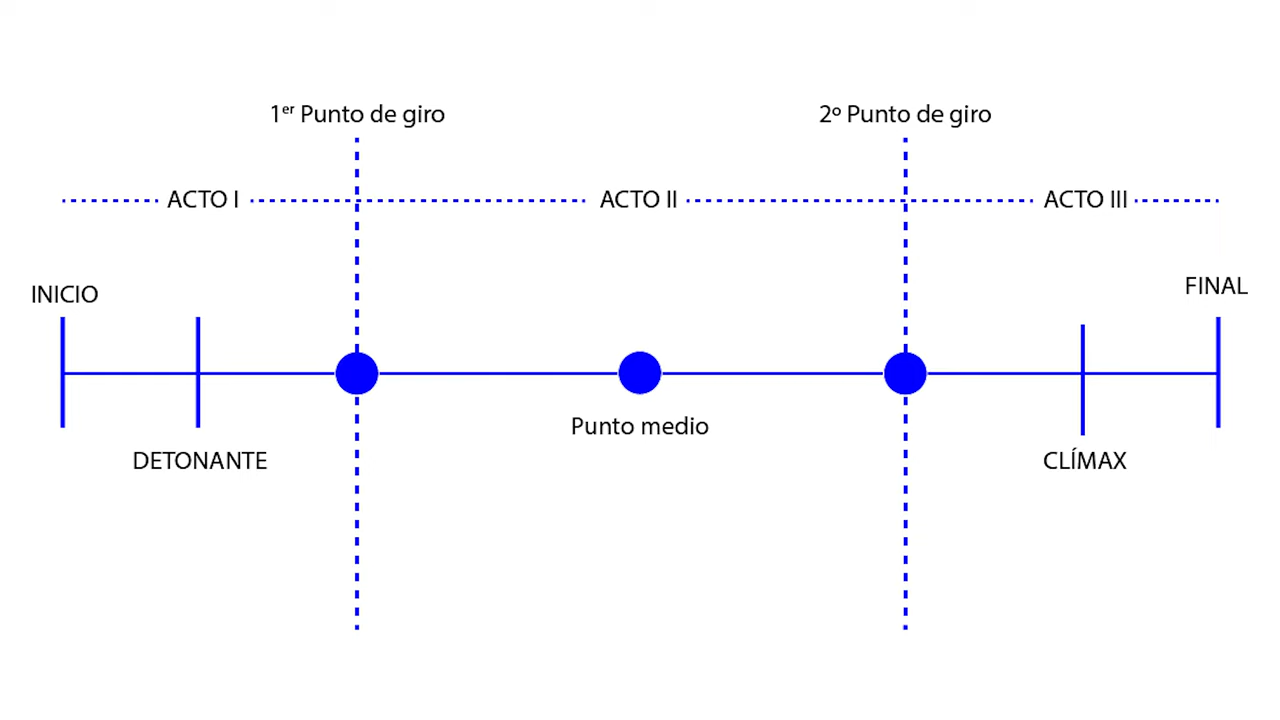 1er Punto de giro
2º Punto de giro
ACTO I
ACTO II
ACTO III
INICIO
FINAL
Punto medio
DETONANTE
CLÍMAX